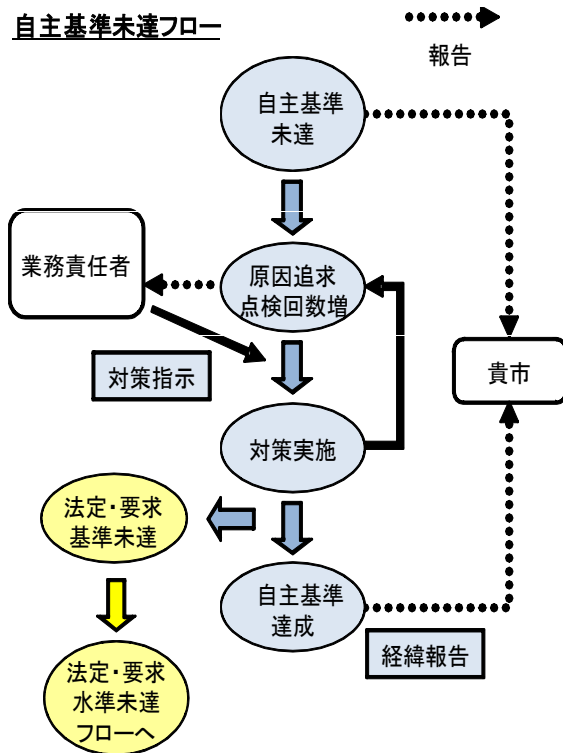 自主基準未達フロー
報告
自主基準
未達
業務責任者
原因追求
点検回数増
対策指示
貴市
対策実施
法定・要求
基準未達
自主基準
達成
経緯報告
法定・要求
水準未達
フローへ